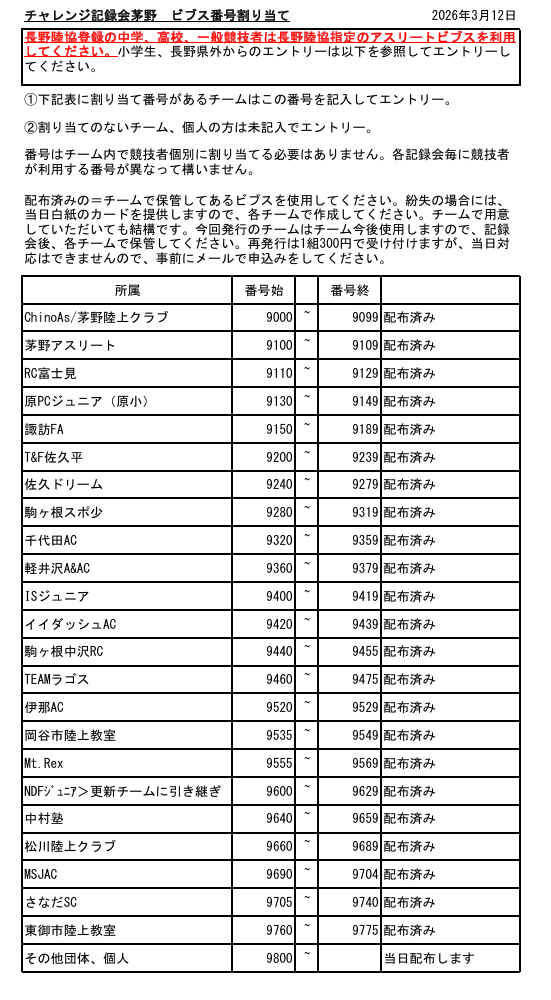 チャレンジ記録会茅野　ビブス番号割り当て　2026年3月12日
長野陸協登録の中学、高校、一般競技者は長野陸協指定のアスリートビブスを利用
してください。小学生、長野県外からのエントリーは以下を参照してエントリーし
てください。
①下記表に割り当て番号があるチームはこの番号を記入してエントリー。
②割り当てのないチーム、個人の方は未記入でエントリー。
番号はチーム内で競技者個別に割り当てる必要はありません。各記録会毎に競技者
が利用する番号が異なって構いません。
配布済みの＝チームで保管してあるビブスを使用してください。紛失の場合には、
当日白紙のカードを提供しますので、各チームで作成してください。チームで用意
していただいても結構です。今回発行のチームはチーム今後使用しますので、記録
会後、各チームで保管してください。再発行は1組300円で受け付けますが、当日対
応はできませんので、事前にメールで申込みをしてください。
所属　番号始　番号終
ChinoAs/茅野陸上クラブ 9000 ~ 9099 配布済み
茅野アスリート 9100 ~ 9109 配布済み
RC富士見 9110 ~ 9129 配布済み
原PCジュニア（原小） 9130 ~ 9149 配布済み
諏訪FA 9150 ~ 9189 配布済み
T&F佐久平 9200 ~ 9239 配布済み
佐久ドリーム 9240 ~ 9279 配布済み
駒ヶ根スポ少 9280 ~ 9319 配布済み
千代田AC 9320 ~ 9359 配布済み
軽井沢A&AC 9360 ~ 9379 配布済み
ISジュニア 9400 ~ 9419 配布済み
イイダッシュAC 9420 ~ 9439 配布済み
駒ヶ根中沢RC 9440 ~ 9455 配布済み
TEAMラゴス 9460 ~ 9475 配布済み
伊那AC 9520 ~ 9529 配布済み
岡谷市陸上教室 9535 ~ 9549 配布済み
Mt.Rex 9555 ~ 9569 配布済み
NDFｼﾞｭﾆｱ＞更新チームに引き継ぎ 9600 ~ 9629 配布済み
中村塾 9640 ~ 9659 配布済み
松川陸上クラブ 9660 ~ 9689 配布済み
MSJAC 9690 ~ 9704 配布済み
さなだSC 9705 ~ 9740 配布済み
東御市陸上教室 9760 ~ 9775 配布済み
その他団体、個人 9800 ~ 当日配布します